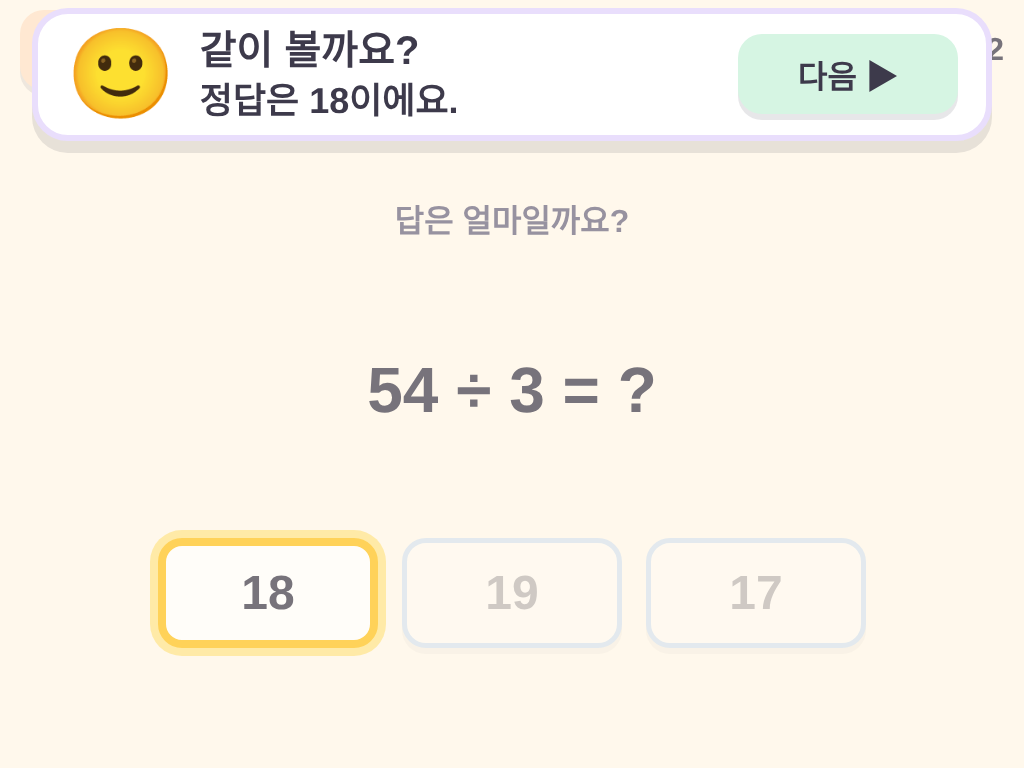 같이 볼까요?
정답은 18이에요.
다음 ▶
2
답은 얼마일까요?
54 ÷ 3 = ?
18
19
17